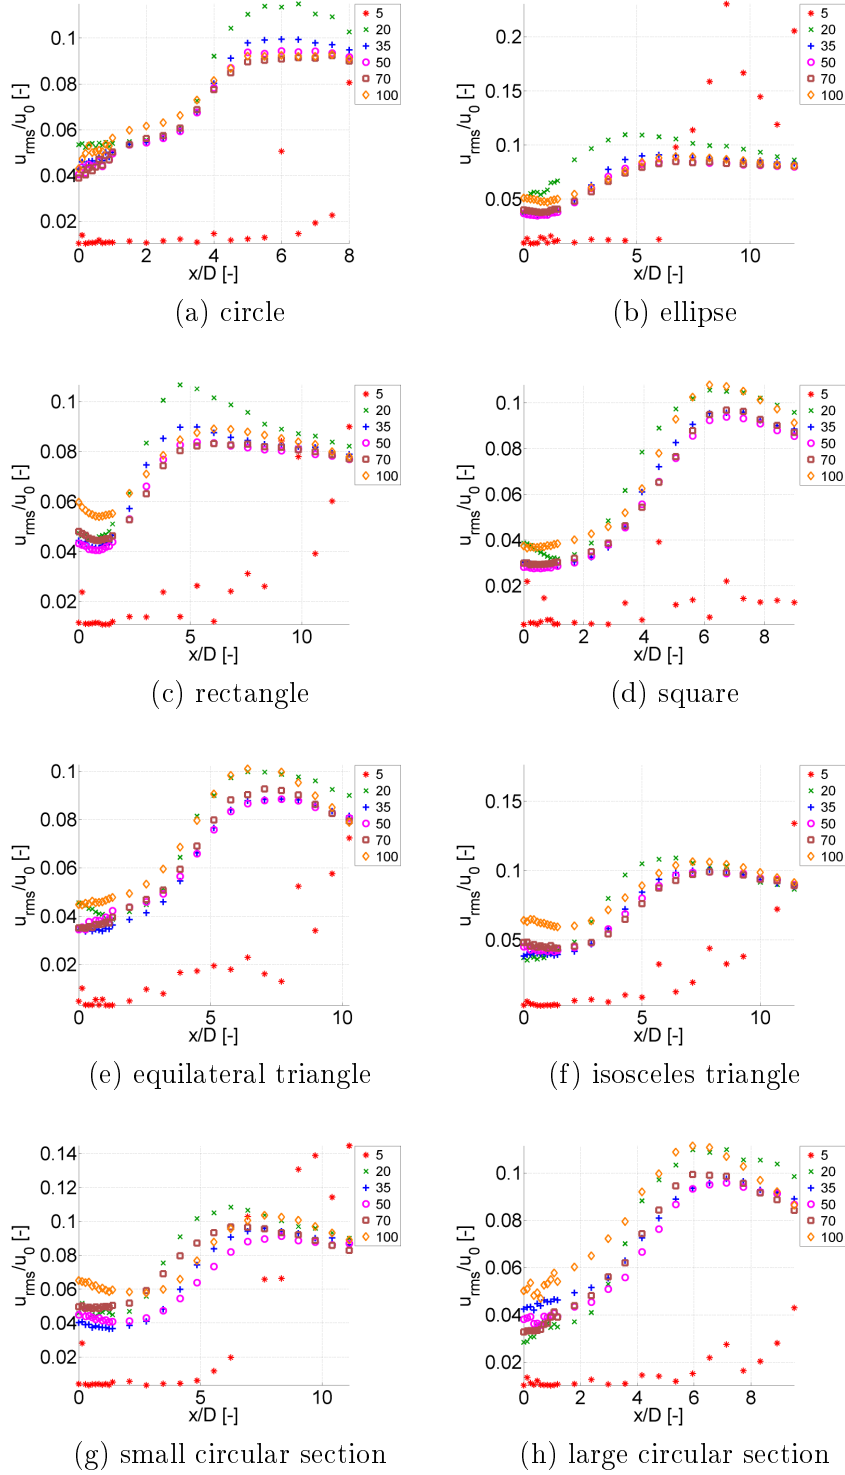 0.1
0.08
0.06
0.04
0.02
u_rms/u_0 [-]
0 2 4 6 8
x/D [-]
5
20
35
50
70
100
(a) circle
0.2
0.15
0.1
0.05
u_rms/u_0 [-]
0 5 10
x/D [-]
5
20
35
50
70
100
(b) ellipse
0.1
0.08
0.06
0.04
0.02
u_rms/u_0 [-]
0 5 10
x/D [-]
5
20
35
50
70
100
(c) rectangle
0.1
0.08
0.06
0.04
0.02
u_rms/u_0 [-]
0 2 4 6 8
x/D [-]
5
20
35
50
70
100
(d) square
0.1
0.08
0.06
0.04
0.02
u_rms/u_0 [-]
0 5 10
x/D [-]
5
20
35
50
70
100
(e) equilateral triangle
0.15
0.1
0.05
u_rms/u_0 [-]
0 5 10
x/D [-]
5
20
35
50
70
100
(f) isosceles triangle
0.14
0.12
0.1
0.08
0.06
0.04
0.02
u_rms/u_0 [-]
0 5 10
x/D [-]
5
20
35
50
70
100
(g) small circular section
0.1
0.08
0.06
0.04
0.02
u_rms/u_0 [-]
0 2 4 6 8
x/D [-]
5
20
35
50
70
100
(h) large circular section